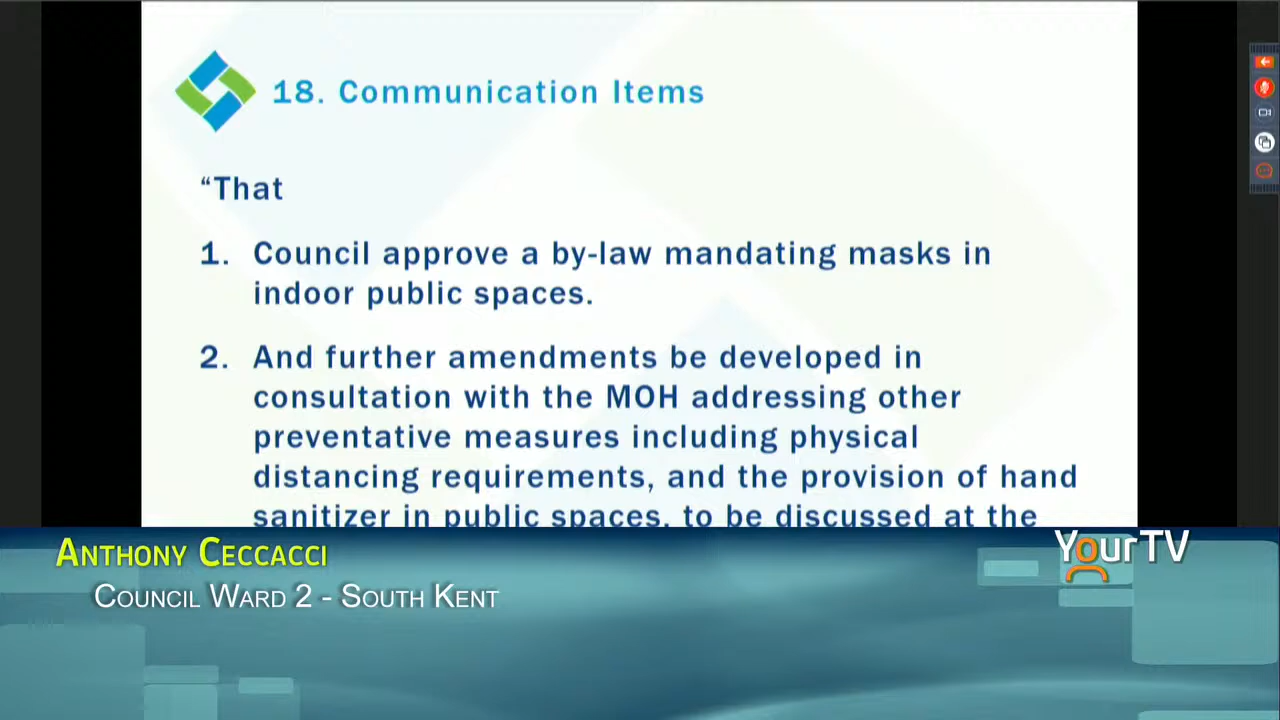 18. Communication Items
“That
1. Council approve a by-law mandating masks in
indoor public spaces.
2. And further amendments be developed in
consultation with the MOH addressing other
preventative measures including physical
distancing requirements, and the provision of hand
sanitizer in public spaces, to be discussed at the
Anthony Ceccacci
Council Ward 2 - South Kent
YourTV